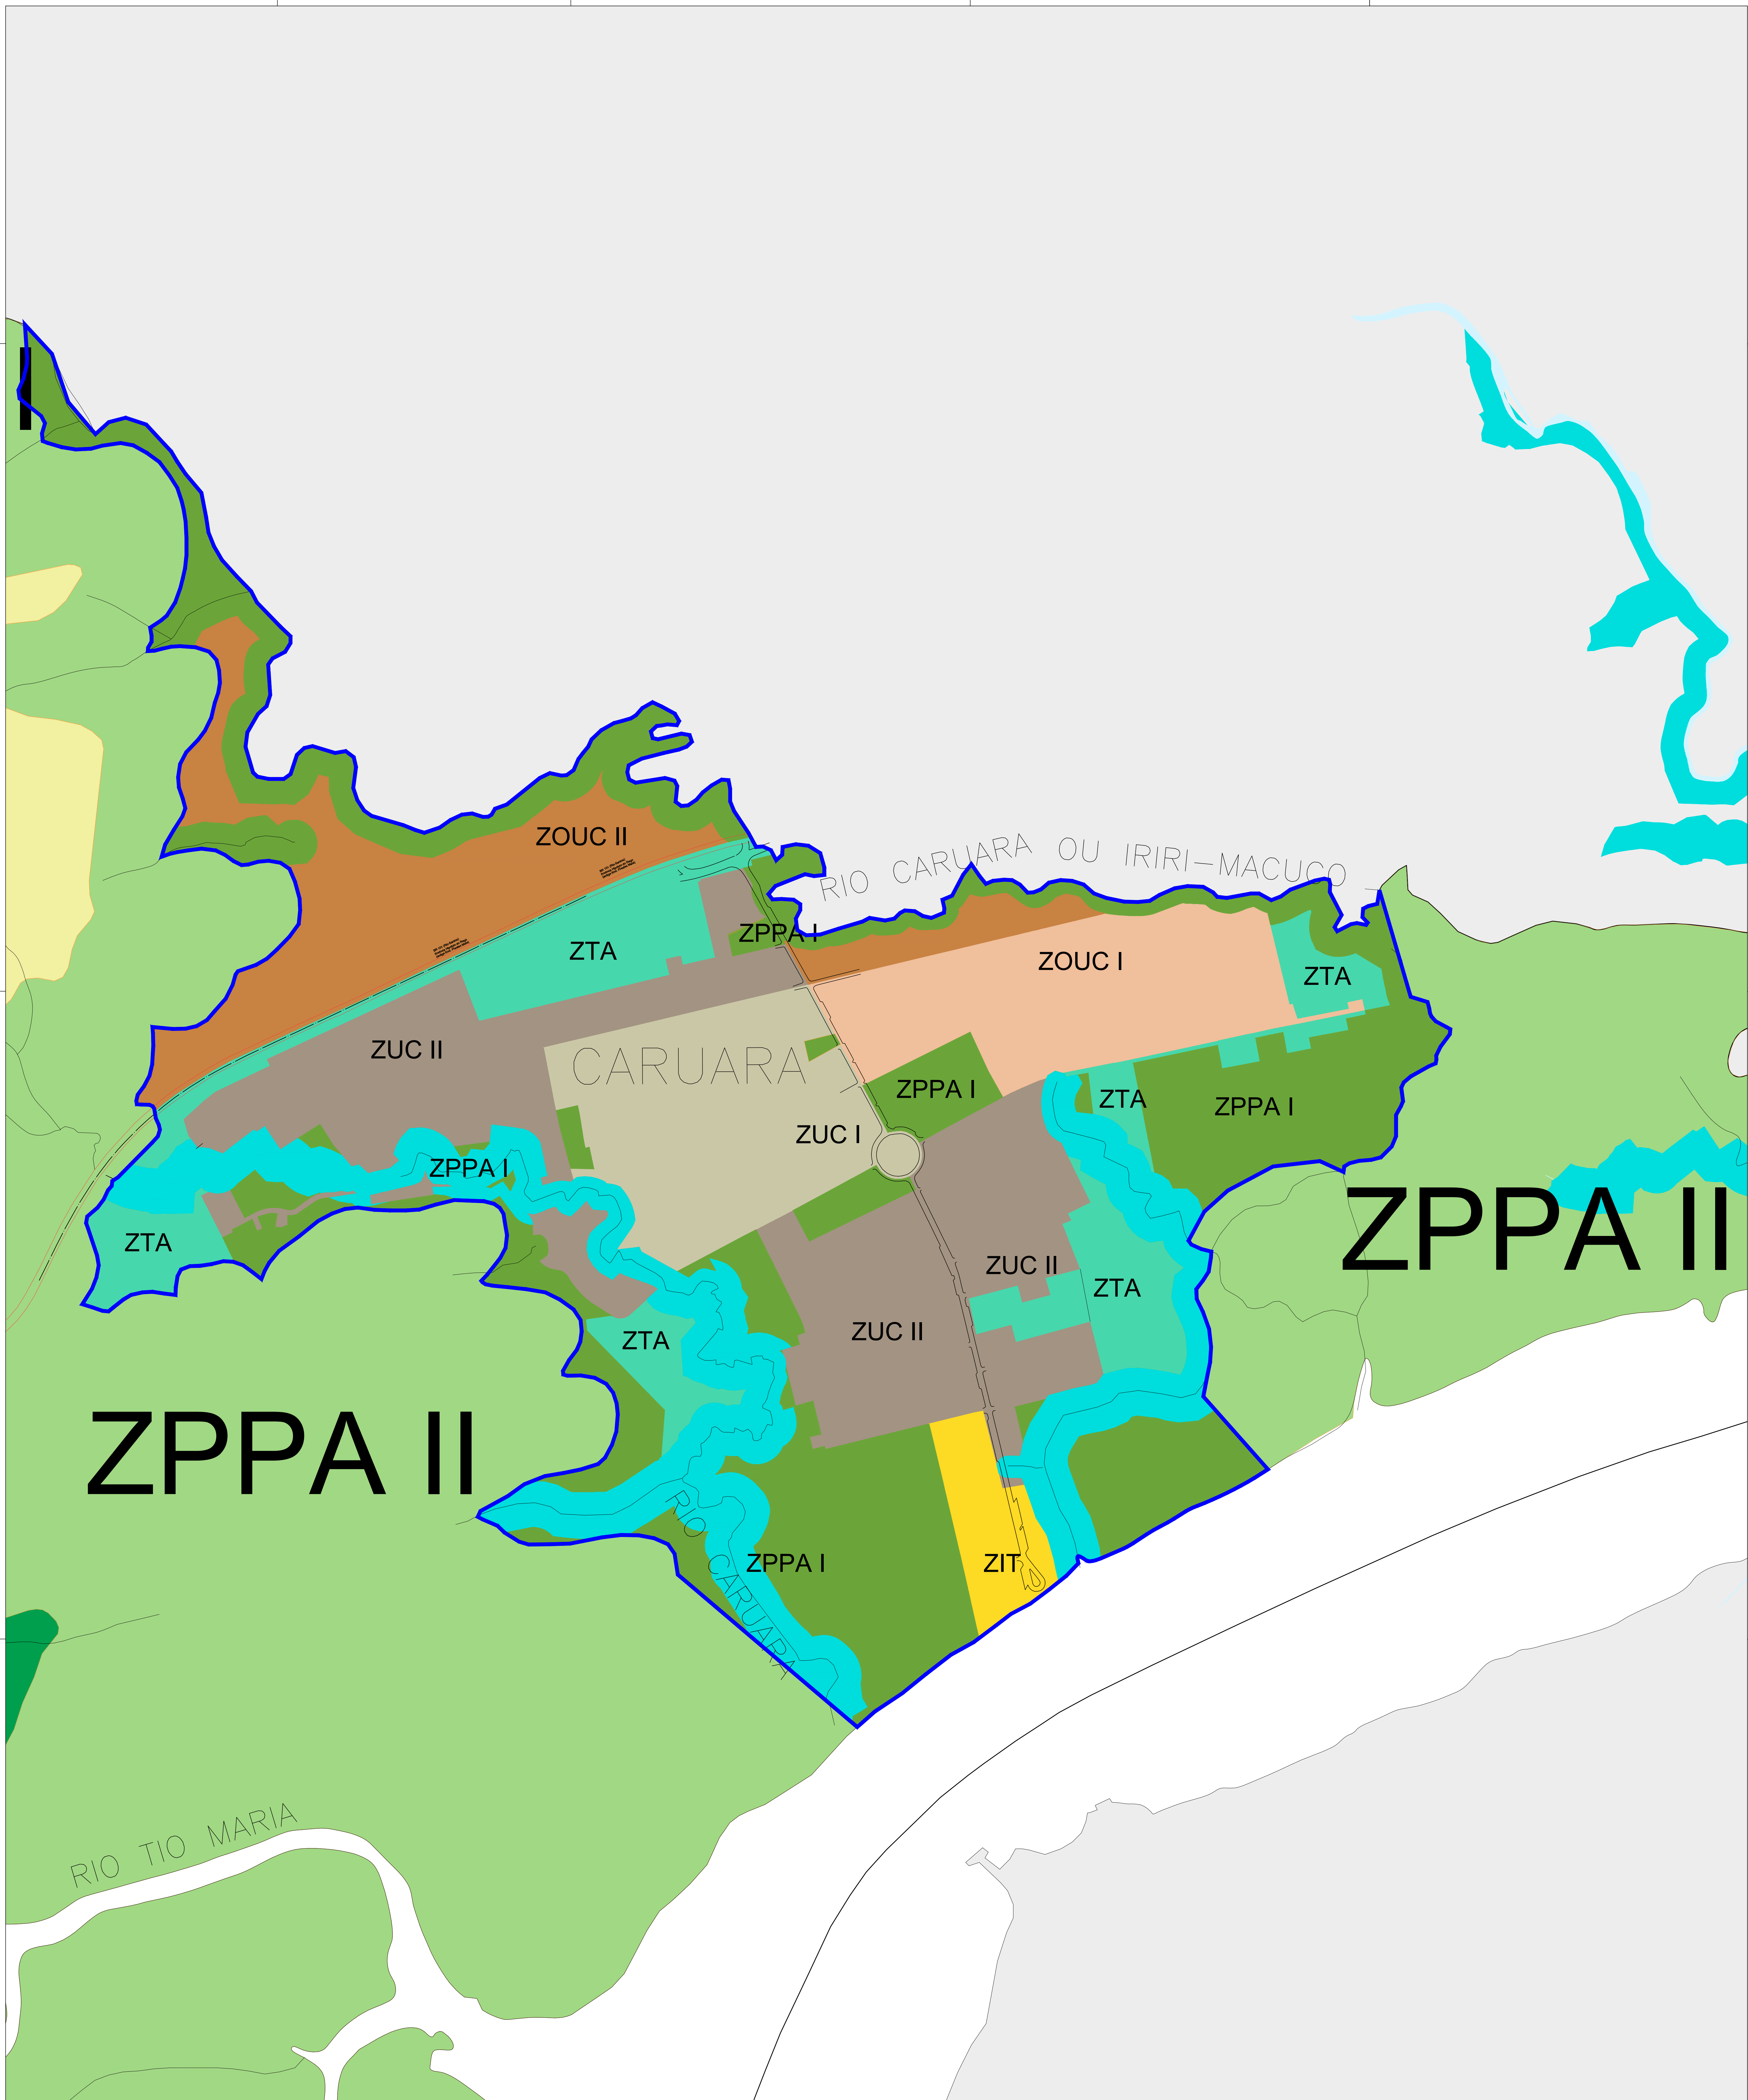 I
ZOUC II
RIO CARUARA OU IRIRI-MACUCO
ZPPA I
ZTA
ZOUC I
ZTA
ZUC II
CARUARA
ZPPA I
ZTA
ZPPA I
ZUC I
ZPPA I
ZPPA II
ZTA
ZUC II
ZTA
ZUC II
ZTA
ZPPA II
RIO CARUARA
ZPPA I
ZIT
RIO TIO MARIA